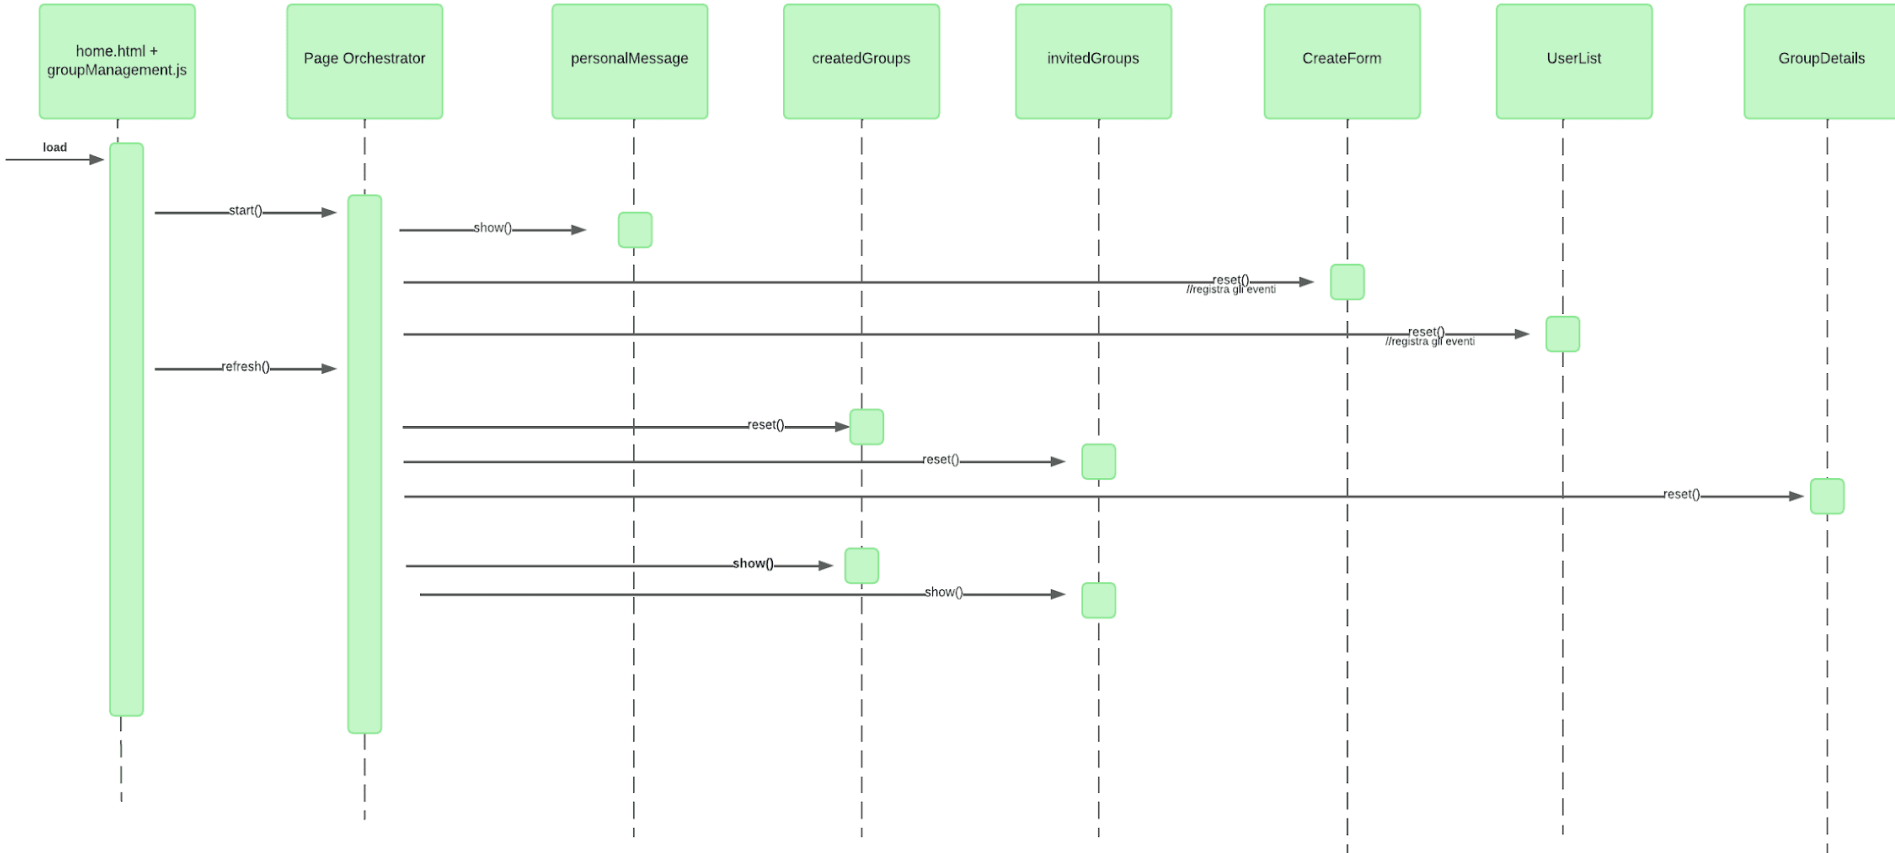 home.html +
groupManagement.js
Page Orchestrator
personalMessage
createdGroups
invitedGroups
CreateForm
UserList
GroupDetails
load
start()
show()
reset()
//registra gli eventi
reset()
//registra gli eventi
refresh()
reset()
reset()
reset()
show()
show()